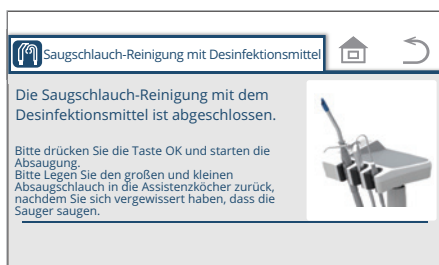 Saugschlauch-Reinigung mit Desinfektionsmittel
Die Saugschlauch-Reinigung mit dem
Desinfektionsmittel ist abgeschlossen.
Bitte drücken Sie die Taste OK und starten die
Absaugung.
Bitte Legen Sie den großen und kleinen
Absaugschlauch in die Assistenzköcher zurück,
nachdem Sie sich vergewissert haben, dass die
Sauger saugen.